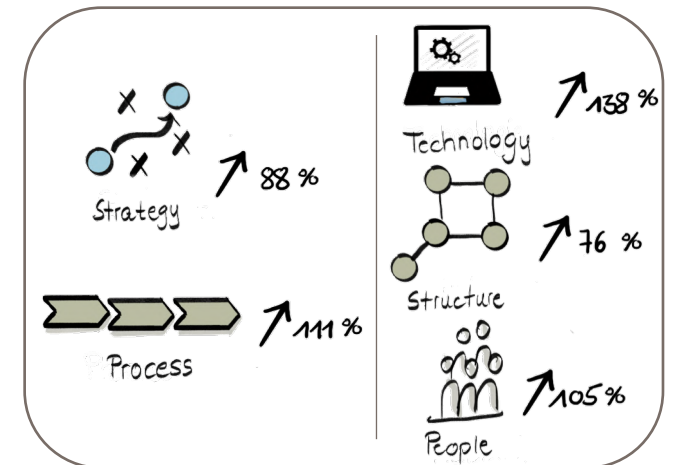 88 %
Strategy
111 %
Process
138 %
Technology
76 %
Structure
105 %
People